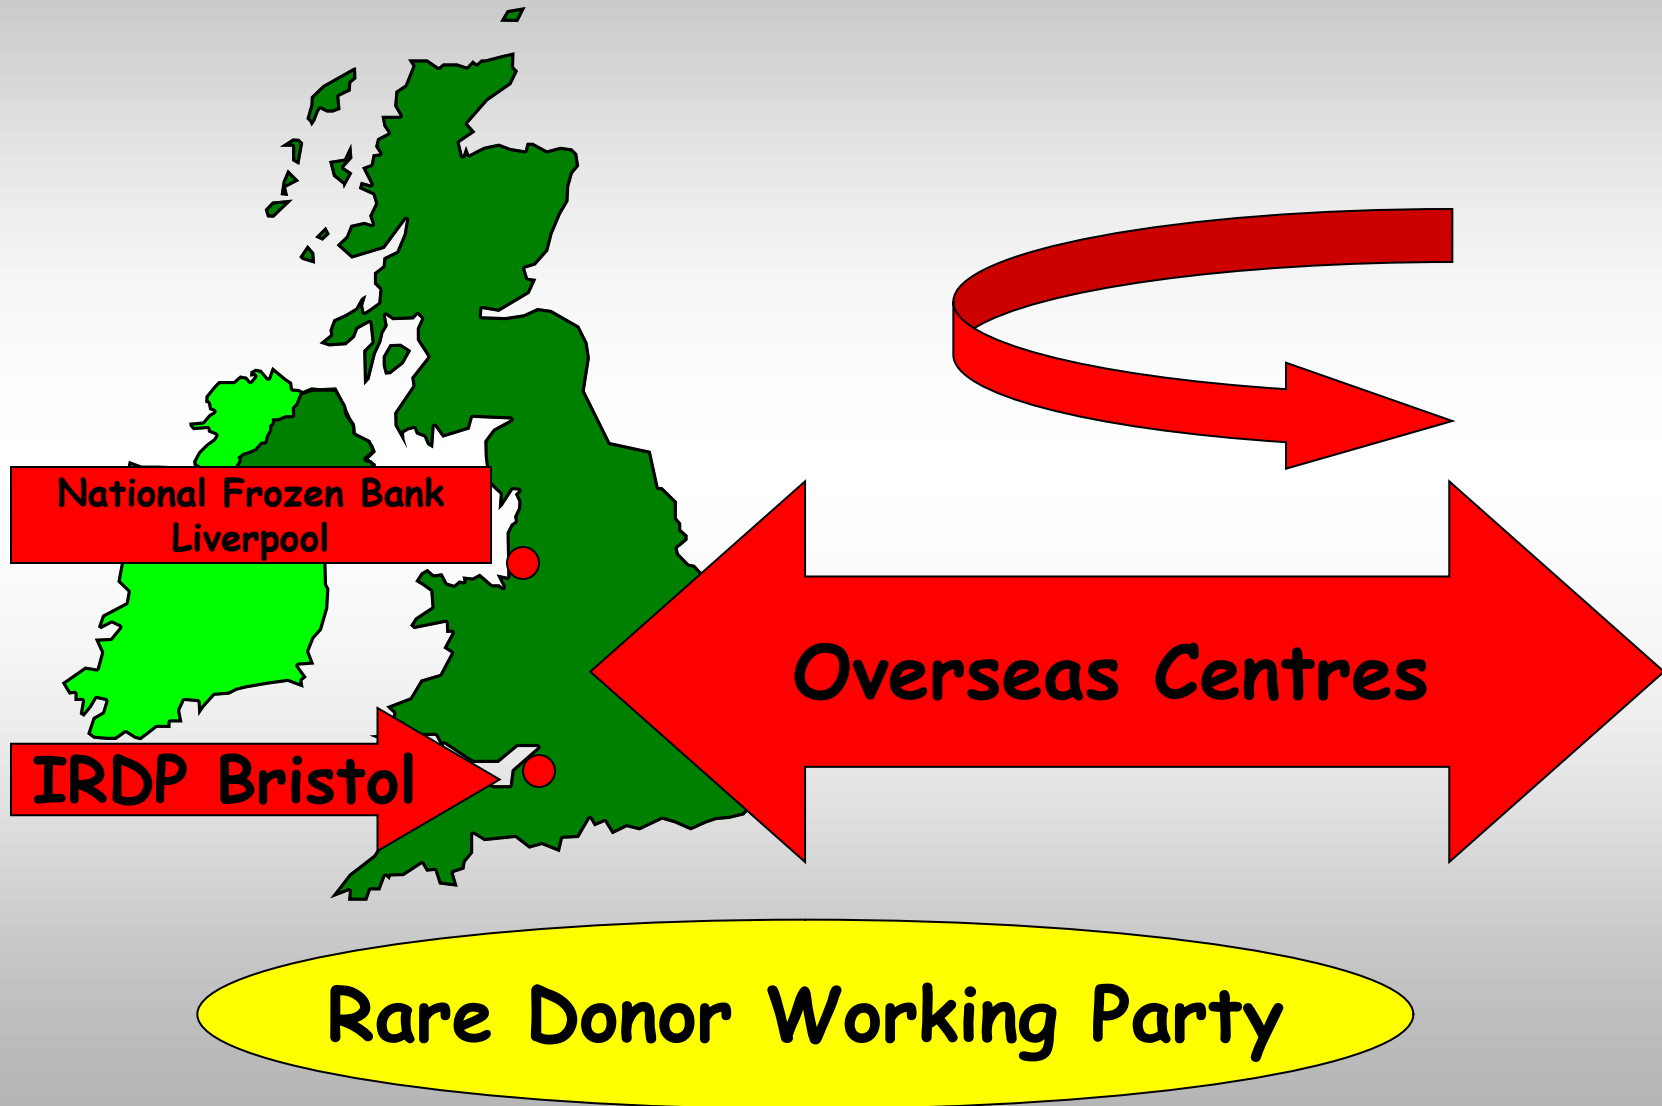 National Frozen Bank
Liverpool
Overseas Centres
IRDP Bristol
Rare Donor Working Party